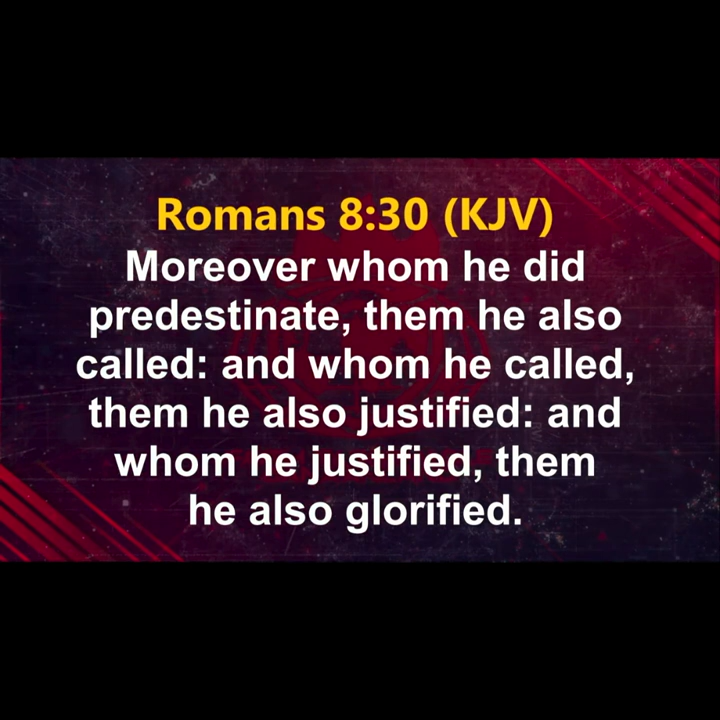 Romans 8:30 (KJV)
Moreover whom he did
predestinate, them he also
called: and whom he called,
them he also justified: and
whom he justified, them
he also glorified.